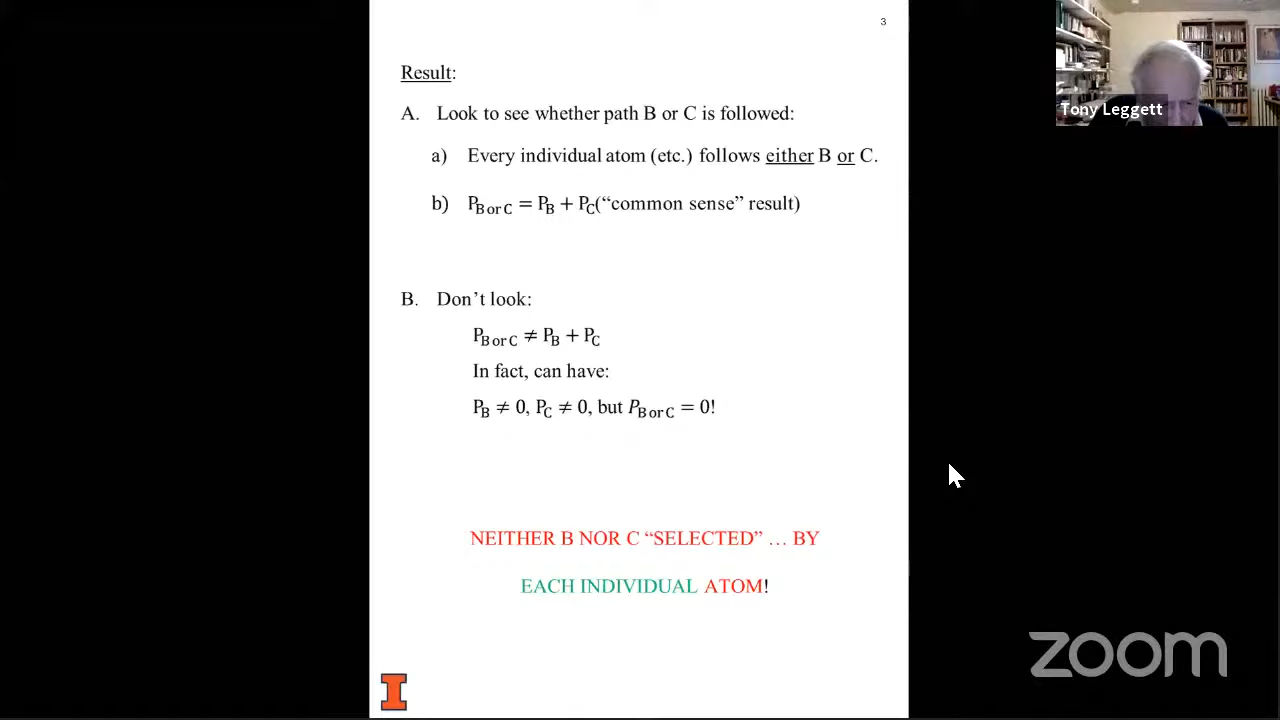 3
Result:
A. Look to see whether path B or C is followed:
a) Every individual atom (etc.) follows either B or C.
b) P_B or C = P_B + P_C(“common sense” result)
B. Don’t look:
P_B or C ≠ P_B + P_C
In fact, can have:
P_B ≠ 0, P_C ≠ 0, but P_B or C = 0!
NEITHER B NOR C “SELECTED” … BY
EACH INDIVIDUAL ATOM!
Tony Leggett
zoom